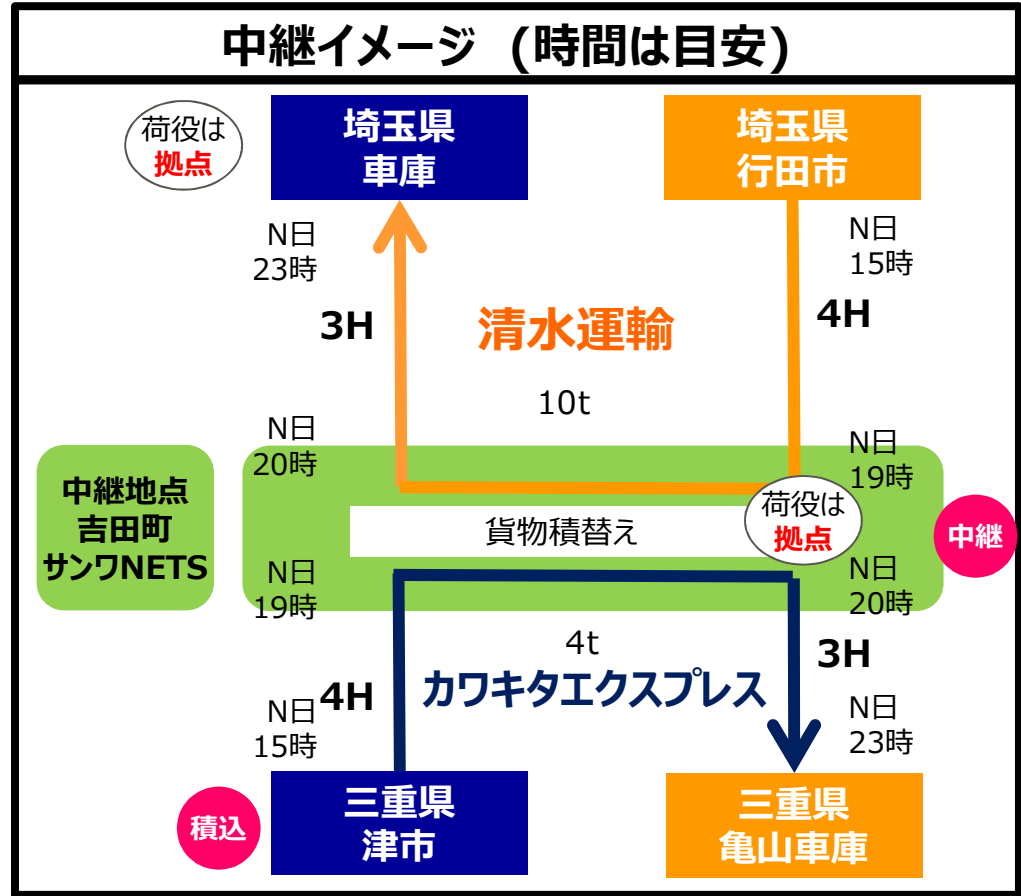 中継イメージ (時間は目安)
荷役は
拠点
埼玉県
車庫
埼玉県
行田市
N日
23時
N日
15時
3H
4H
清水運輸
10t
N日
20時
N日
19時
中継地点
吉田町
サンワNETS
貨物積替え
荷役は
拠点
中継
N日
19時
N日
20時
4t
カワキタエクスプレス
4H
3H
N日
15時
N日
23時
積込
三重県
津市
三重県
亀山車庫